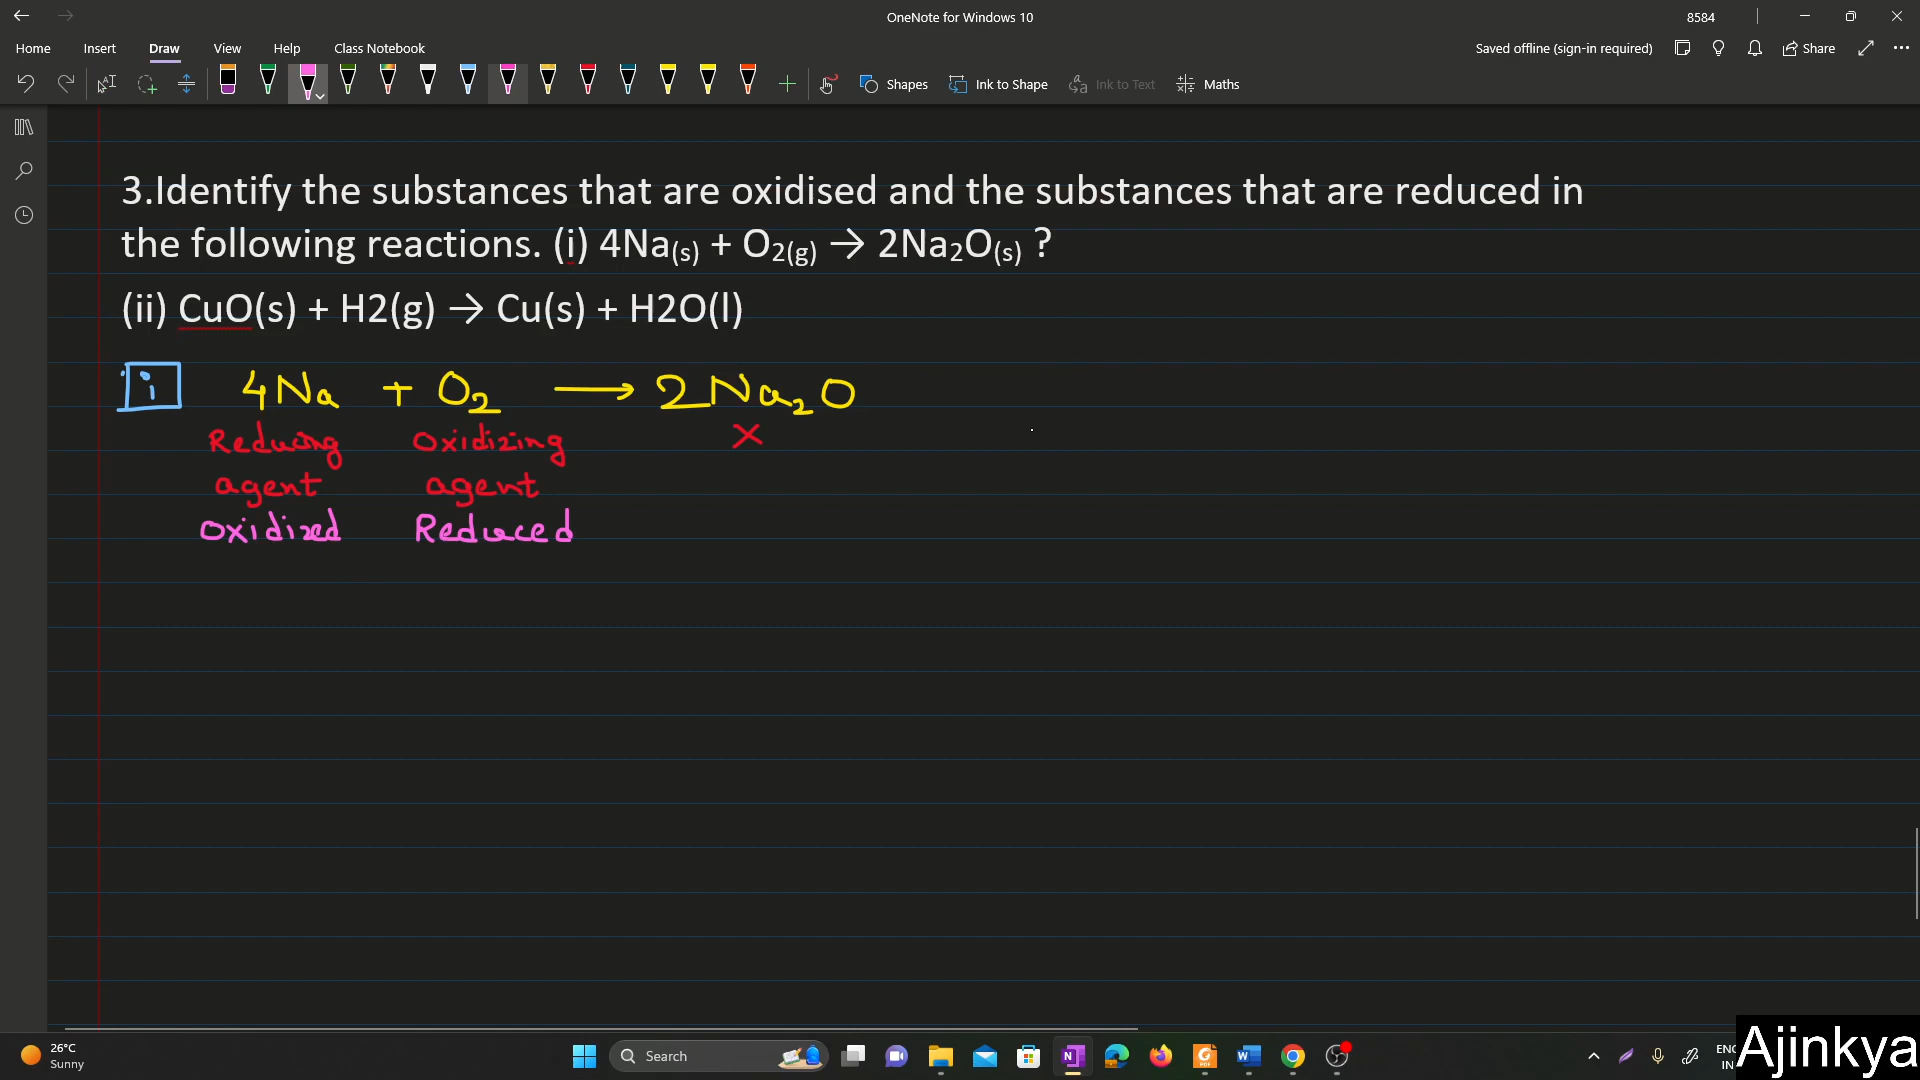 OneNote for Windows 10
8584
Home Insert Draw View Help Class Notebook
Saved offline (sign-in required) Share
Shapes Ink to Shape Ink to Text Maths
3.Identify the substances that are oxidised and the substances that are reduced in
the following reactions. (i) 4Na(s) + O2(g) → 2Na2O(s) ?
(ii) CuO(s) + H2(g) → Cu(s) + H2O(l)
i 4Na + O2 → 2Na2O
Reducing Oxidizing X
agent agent
Oxidized Reduced
26°C
Sunny
Search
ENG
IN
Ajinkya